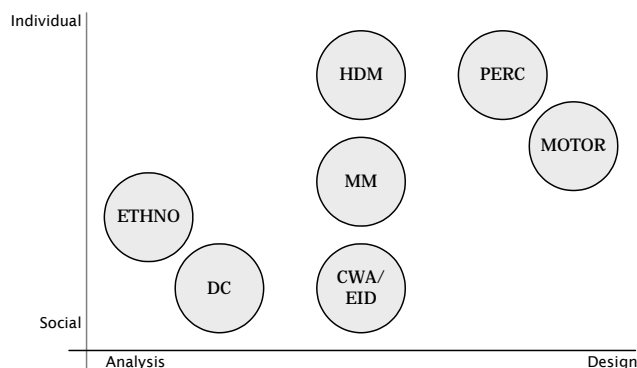 Individual
HDM
PERC
MOTOR
MM
ETHNO
DC
CWA/
EID
Social
Analysis
Design